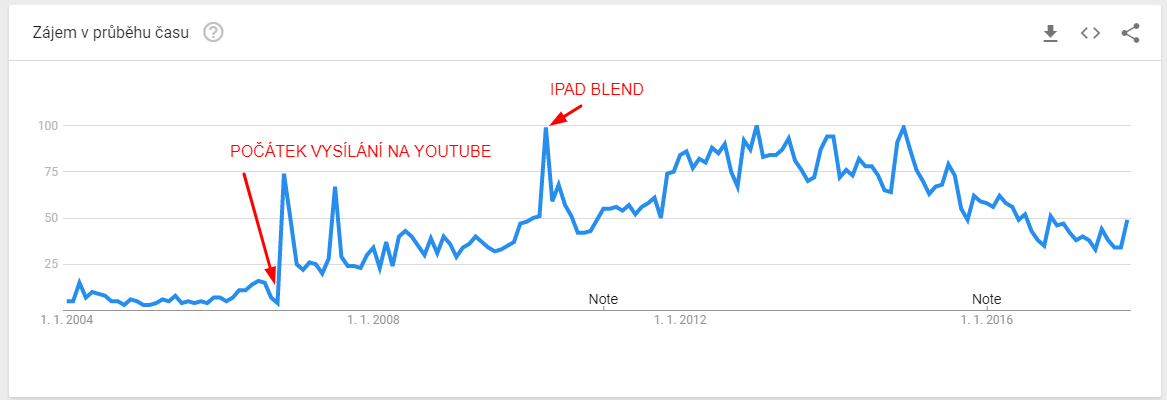 Zájem v průběhu času ?
IPAD BLEND
POČÁTEK VYSÍLÁNÍ NA YOUTUBE
100
75
50
25
Note Note
1. 1. 2004 1. 1. 2008 1. 1. 2012 1. 1. 2016